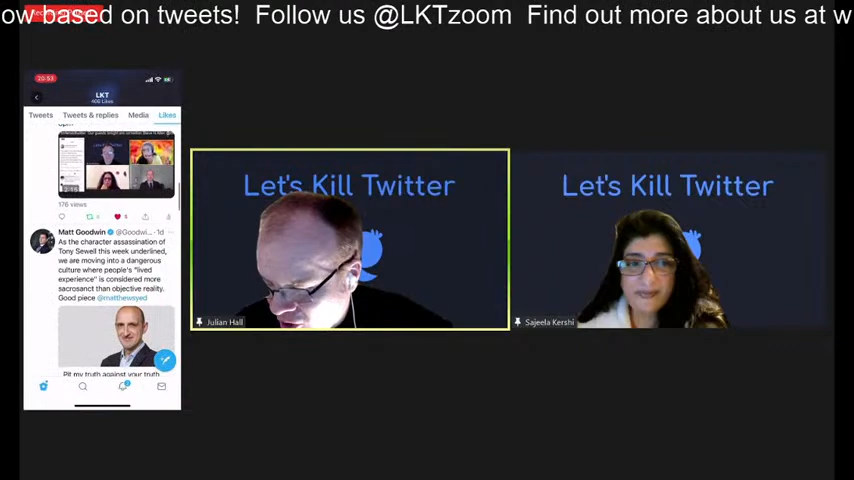 ow based on tweets!  Follow us @LKTzoom  Find out more about us at w
20:53
LKT
406 Likes
Tweets
Tweets & replies
Media
Likes
176 views
Matt Goodwin @Goodwi... · 1d
As the character assassination of
Tony Sewell this week underlined,
we are moving into a dangerous
culture where people's "lived
experience" is considered more
sacrosanct than objective reality.
Good piece @matthewsyed
Pit my truth against your truth
Let's Kill Twitter
Julian Hall
Let's Kill Twitter
Sajeela Kershi